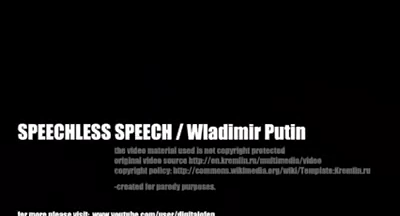 SPEECHLESS SPEECH / Wladimir Putin
the video material used is not copyright protected
original video source http://en.kremlin.ru/multimedia/video
copyright policy: http://commons.wikimedia.org/wiki/Template:Kremlin.ru
-created for parody purposes.
for more please visit: www.youtube.com/user/